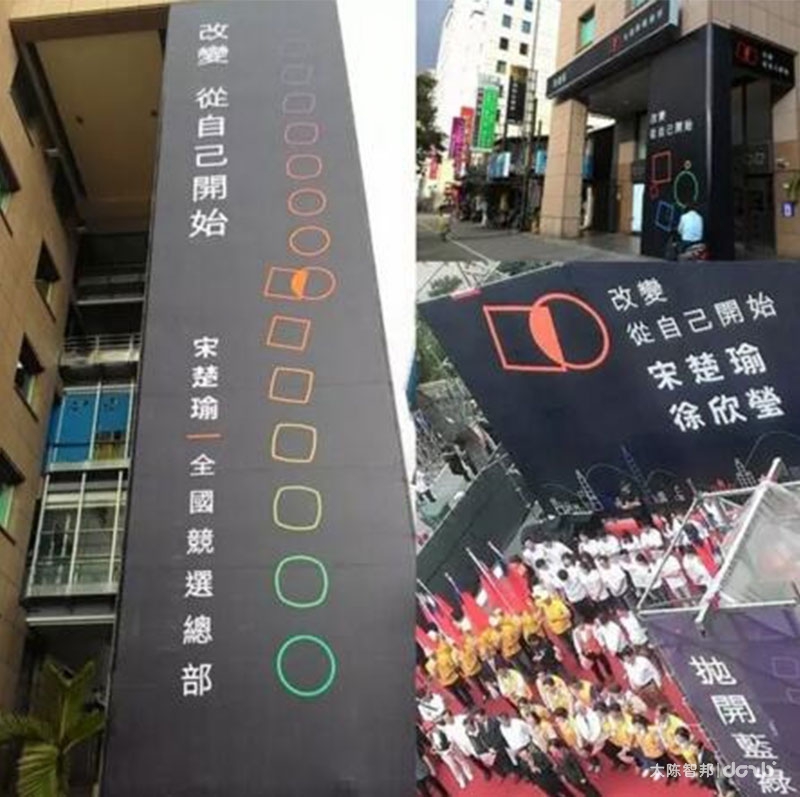 改變 從自己開始
宋楚瑜｜全國競選總部
改變
從自己開始
改變
從自己開始
宋楚瑜
徐欣瑩
拋開藍綠
大陈智邦